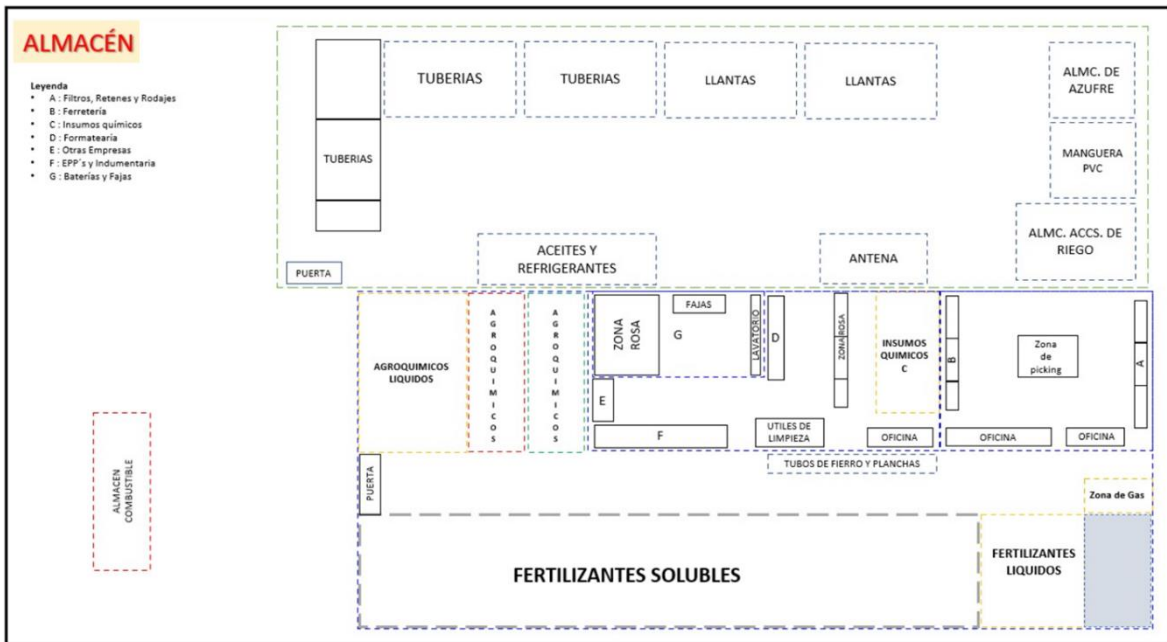 ALMACÉN
Leyenda
• A : Filtros, Retenes y Rodajes
• B : Ferretería
• C : Insumos químicos
• D : Formatearía
• E : Otras Empresas
• F : EPP´s y Indumentaria
• G : Baterías y Fajas
TUBERIAS
TUBERIAS
LLANTAS
LLANTAS
ALMC. DE
AZUFRE
TUBERIAS
MANGUERA
PVC
ALMC. ACCS. DE
RIEGO
ACEITES Y
REFRIGERANTES
ANTENA
PUERTA
AGROQUIMICOS
LIQUIDOS
AGROQUIMICOS
AGROQUIMICOS
ZONA
ROSA
FAJAS
G
LAVATORIO
D
ZONA ROSA
INSUMOS
QUIMICOS
C
B
Zona
de
picking
A
E
F
UTILES DE
LIMPIEZA
OFICINA
OFICINA
OFICINA
TUBOS DE FIERRO Y PLANCHAS
PUERTA
ALMACEN
COMBUSTIBLE
Zona de Gas
FERTILIZANTES SOLUBLES
FERTILIZANTES
LIQUIDOS